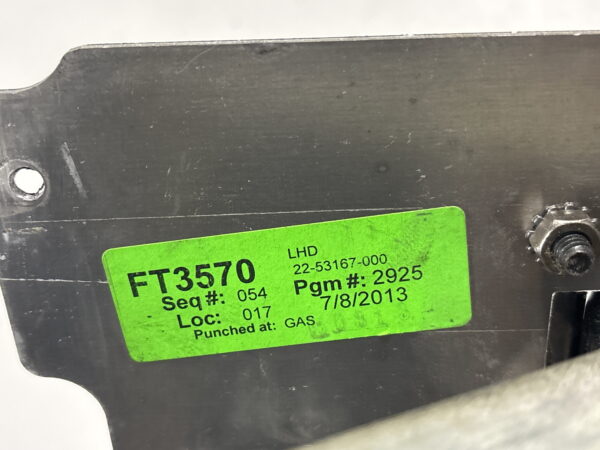 LHD
FT3570 22-53167-000
Seq #: 054 Pgm #: 2925
Loc: 017 7/8/2013
Punched at: GAS